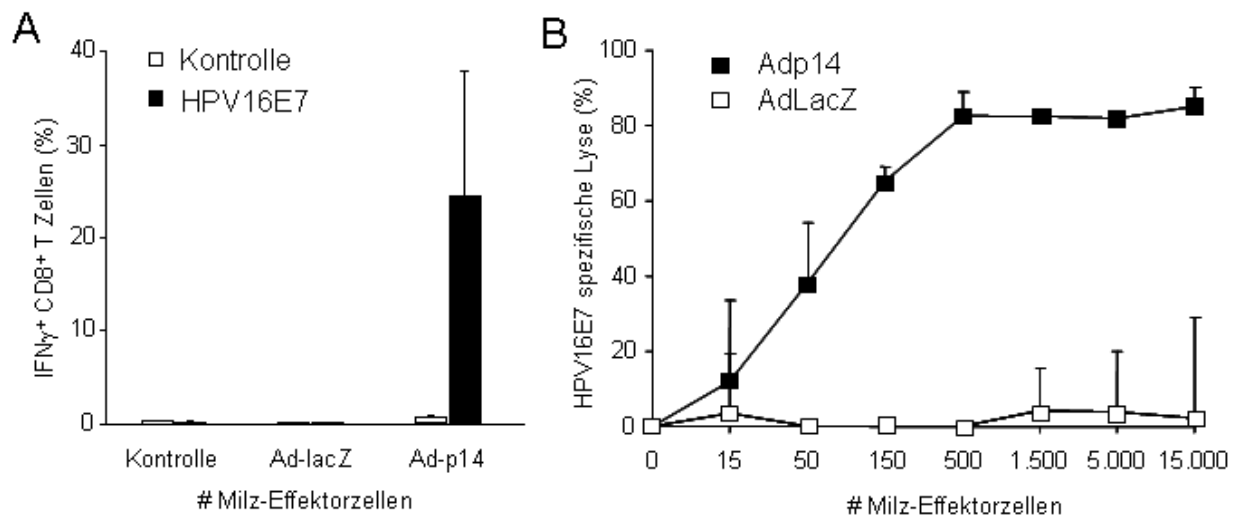 A
IFNγ⁺ CD8⁺ T Zellen (%)
40
30
20
10
0
Kontrolle
HPV16E7
Kontrolle Ad-lacZ Ad-p14
# Milz-Effektorzellen
B
HPV16E7 spezifische Lyse (%)
100
80
60
40
20
0
Adp14
AdLacZ
0 15 50 150 500 1.500 5.000 15.000
# Milz-Effektorzellen